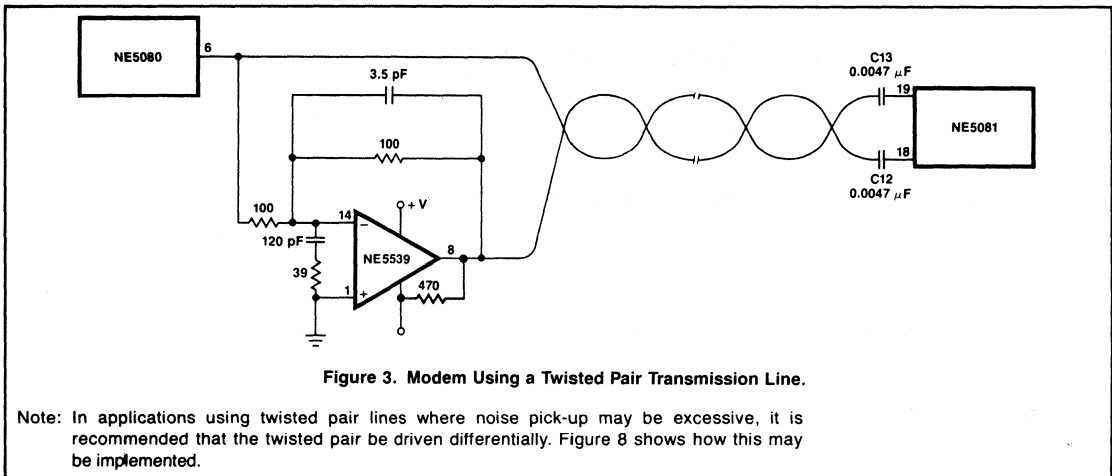 NE5080
6
3.5 pF
100
100
120 pF
39
14
−
+ V
NE5539
8
1
+
470
C13
0.0047 μF
19
NE5081
18
C12
0.0047 μF
Figure 3. Modem Using a Twisted Pair Transmission Line.
Note: In applications using twisted pair lines where noise pick-up may be excessive, it is
recommended that the twisted pair be driven differentially. Figure 8 shows how this may
be implemented.